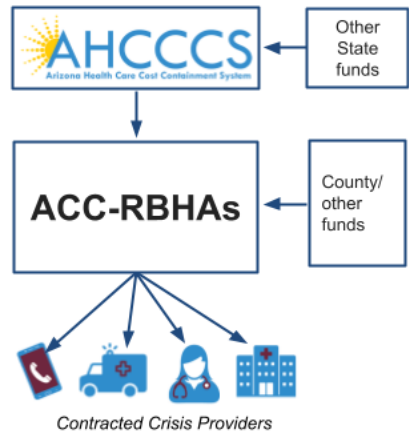 AHCCCS
Arizona Health Care Cost Containment System
Other
State
funds
ACC-RBHAs
County/
other
funds
Contracted Crisis Providers